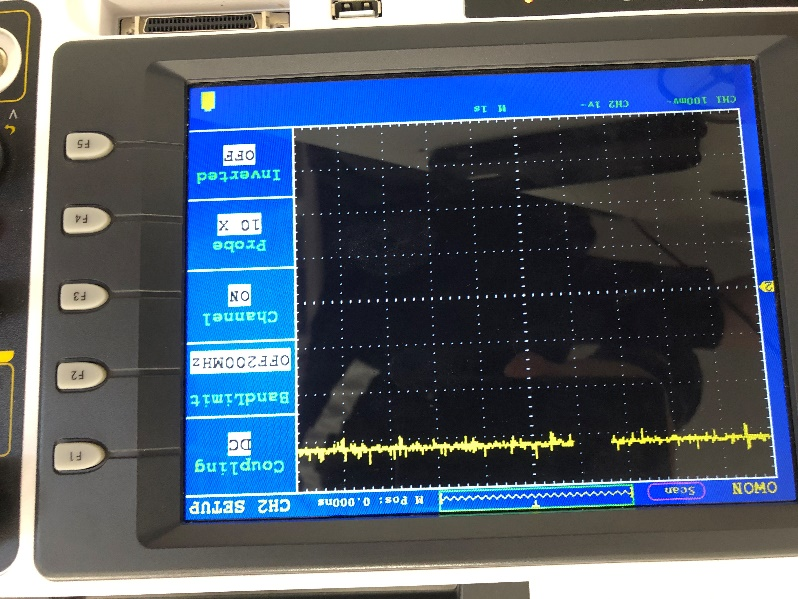 OWON
Scan
M Pos: 0.000ns
CH2 SETUP
Coupling
DC
BandLimit
OFF200MHz
Channel
ON
Probe
10 X
Inverted
OFF
2
CH1 100mv~
CH2 1v~
M 1s
F1
F2
F3
F4
F5